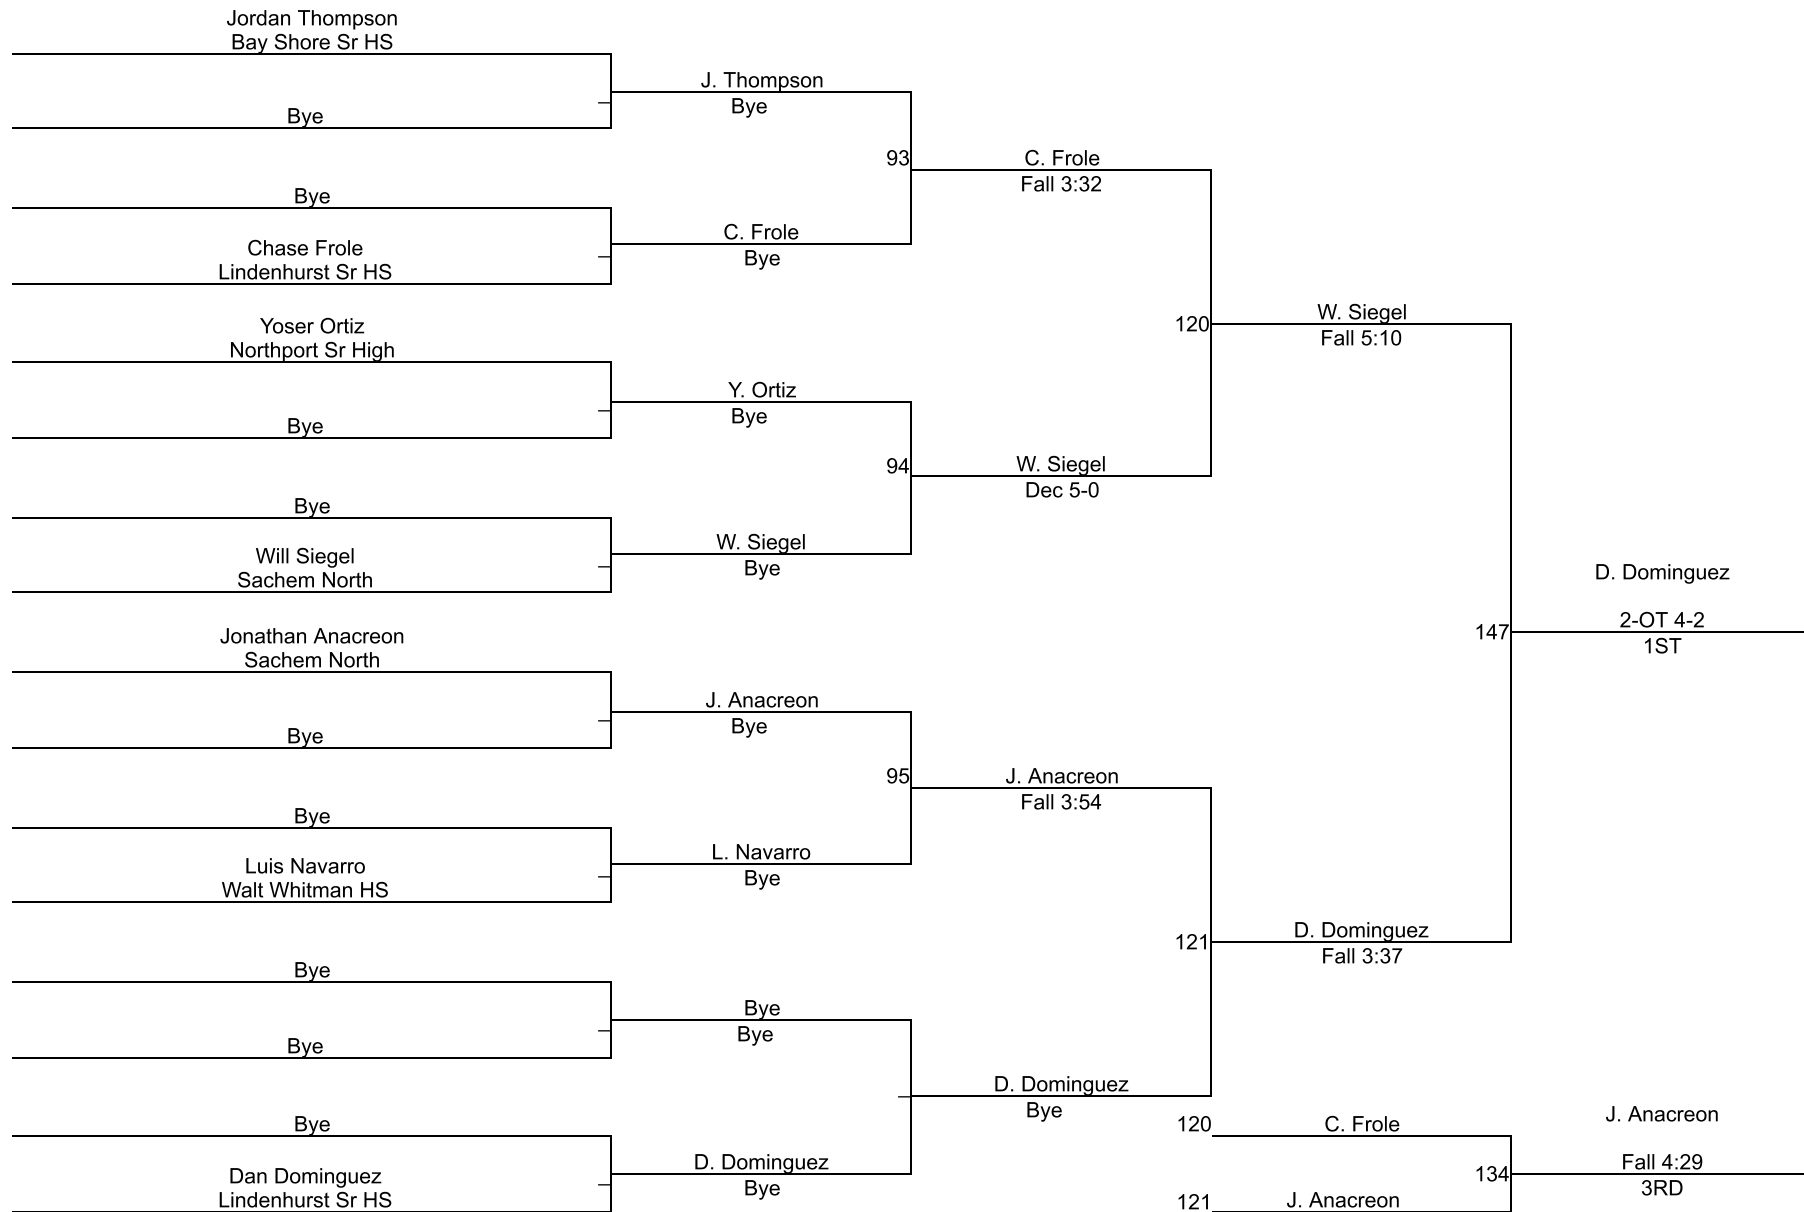 Jordan Thompson
Bay Shore Sr HS
Bye
Bye
Chase Frole
Lindenhurst Sr HS
Yoser Ortiz
Northport Sr High
Bye
Bye
Will Siegel
Sachem North
Jonathan Anacreon
Sachem North
Bye
Bye
Luis Navarro
Walt Whitman HS
Bye
Bye
Bye
Dan Dominguez
Lindenhurst Sr HS
J. Thompson
Bye
C. Frole
Bye
Y. Ortiz
Bye
W. Siegel
Bye
J. Anacreon
Bye
L. Navarro
Bye
Bye
Bye
D. Dominguez
Bye
93
C. Frole
Fall 3:32
94
W. Siegel
Dec 5-0
95
J. Anacreon
Fall 3:54
D. Dominguez
Bye
120
W. Siegel
Fall 5:10
121
D. Dominguez
Fall 3:37
147
D. Dominguez
2-OT 4-2
1ST
120
C. Frole
121
J. Anacreon
134
J. Anacreon
Fall 4:29
3RD